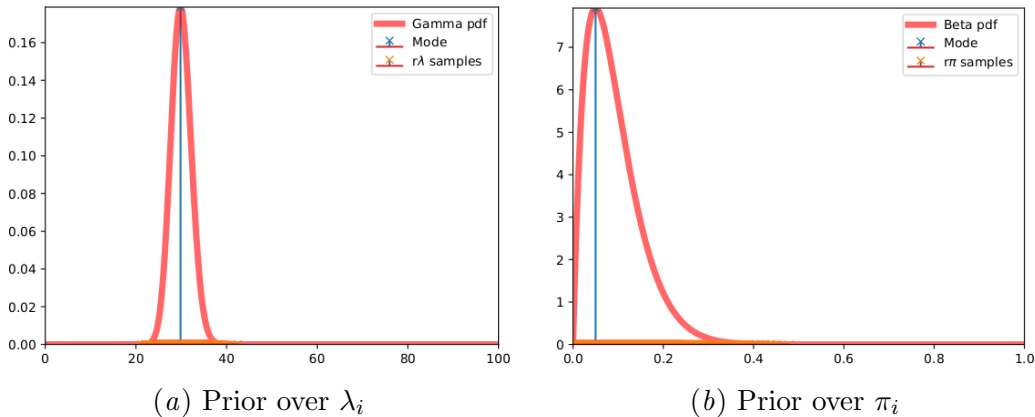 0.16
0.14
0.12
0.10
0.08
0.06
0.04
0.02
0.00
0 20 40 60 80 100
Gamma pdf
Mode
rλ samples
(a) Prior over λ_i
7
6
5
4
3
2
1
0
0.0 0.2 0.4 0.6 0.8 1.0
Beta pdf
Mode
rπ samples
(b) Prior over π_i